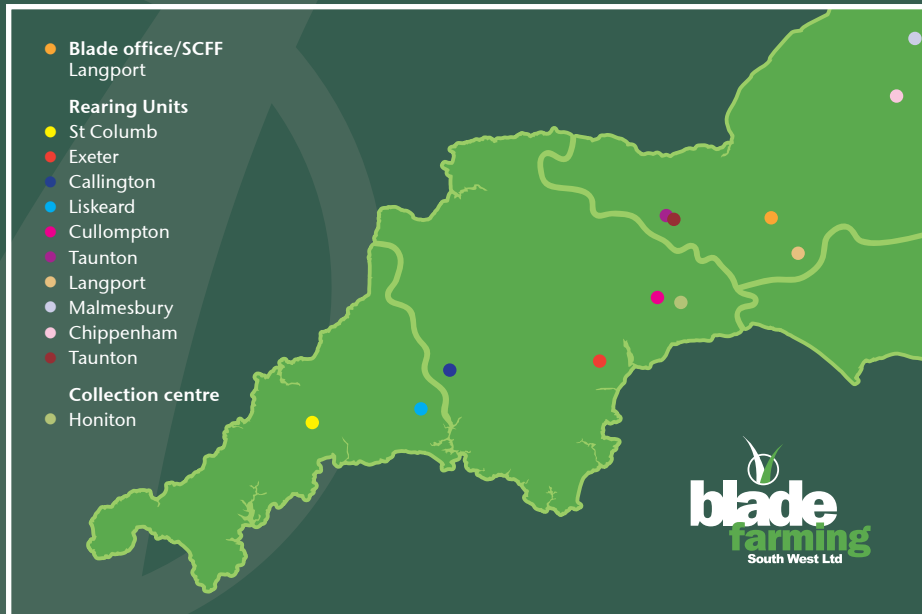 Blade office/SCFF
Langport
Rearing Units
St Columb
Exeter
Callington
Liskeard
Cullompton
Taunton
Langport
Malmesbury
Chippenham
Taunton
Collection centre
Honiton
blade
farming
South West Ltd